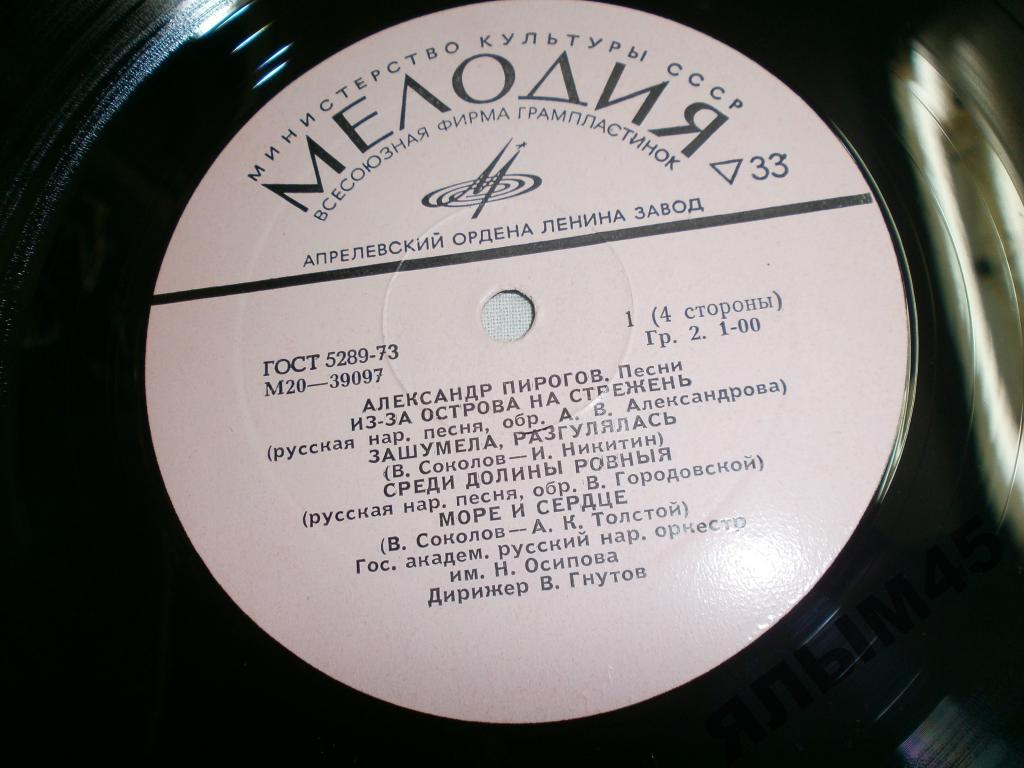 МИНИСТЕРСТВО КУЛЬТУРЫ СССР
МЕЛОДИЯ
ВСЕСОЮЗНАЯ ФИРМА ГРАМПЛАСТИНОК
33
АПРЕЛЕВСКИЙ ОРДЕНА ЛЕНИНА ЗАВОД
ГОСТ 5289-73
М20—39097
1 (4 стороны)
Гр. 2. 1-00
АЛЕКСАНДР ПИРОГОВ. Песни
ИЗ-ЗА ОСТРОВА НА СТРЕЖЕНЬ
(русская нар. песня, обр. А. В. Александрова)
ЗАШУМЕЛА, РАЗГУЛЯЛАСЬ
(В. Соколов—И. Никитин)
СРЕДИ ДОЛИНЫ РОВНЫЯ
(русская нар. песня, обр. В. Городовской)
МОРЕ И СЕРДЦЕ
(В. Соколов—А. К. Толстой)
Гос. академ. русский нар. оркестр
им. Н. Осипова
Дирижер В. Гнутов
ЯЛЫМ45